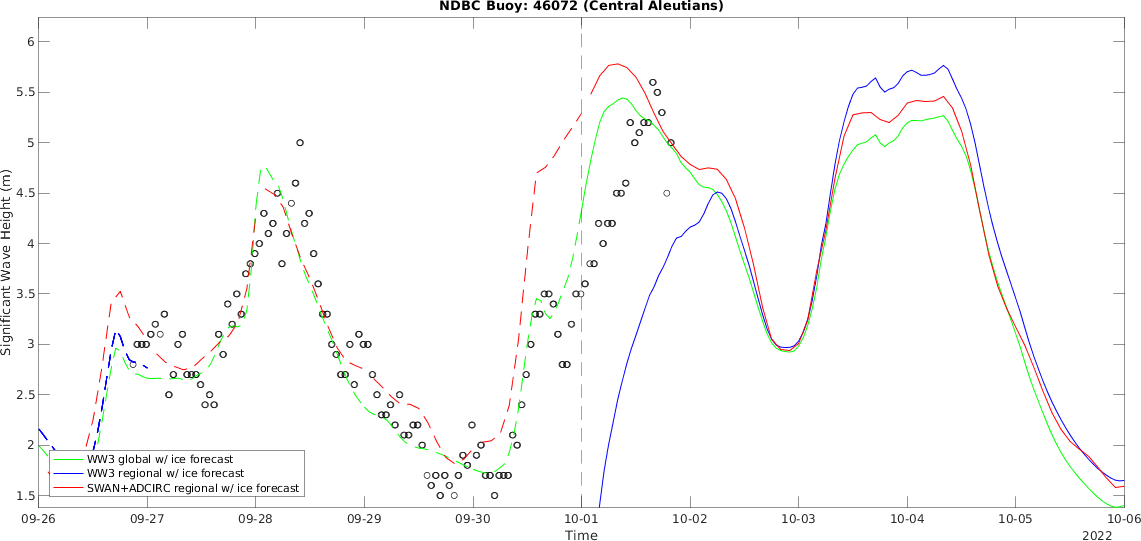 NDBC Buoy: 46072 (Central Aleutians)
6
5.5
5
4.5
4
3.5
3
2.5
2
1.5
Significant Wave Height (m)
WW3 global w/ ice forecast
WW3 regional w/ ice forecast
SWAN+ADCIRC regional w/ ice forecast
09-26 09-27 09-28 09-29 09-30 10-01 10-02 10-03 10-04 10-05 10-06
Time
2022